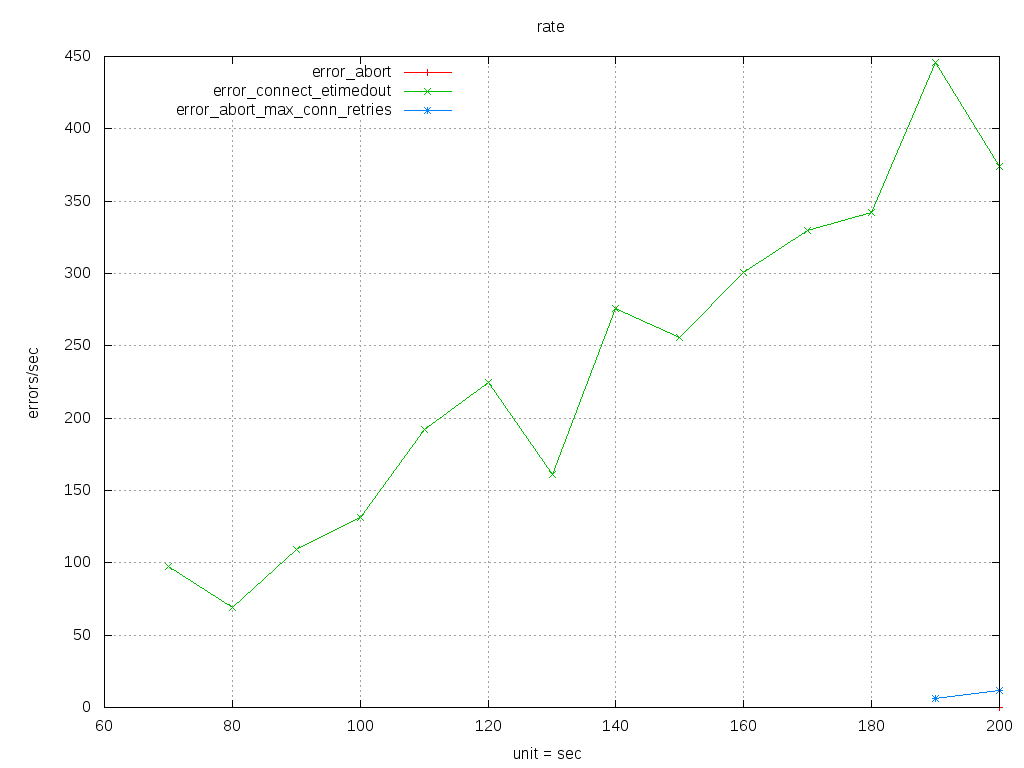 rate
error_abort
error_connect_etimedout
error_abort_max_conn_retries
450
400
350
300
250
200
150
100
50
0
errors/sec
60 80 100 120 140 160 180 200
unit = sec